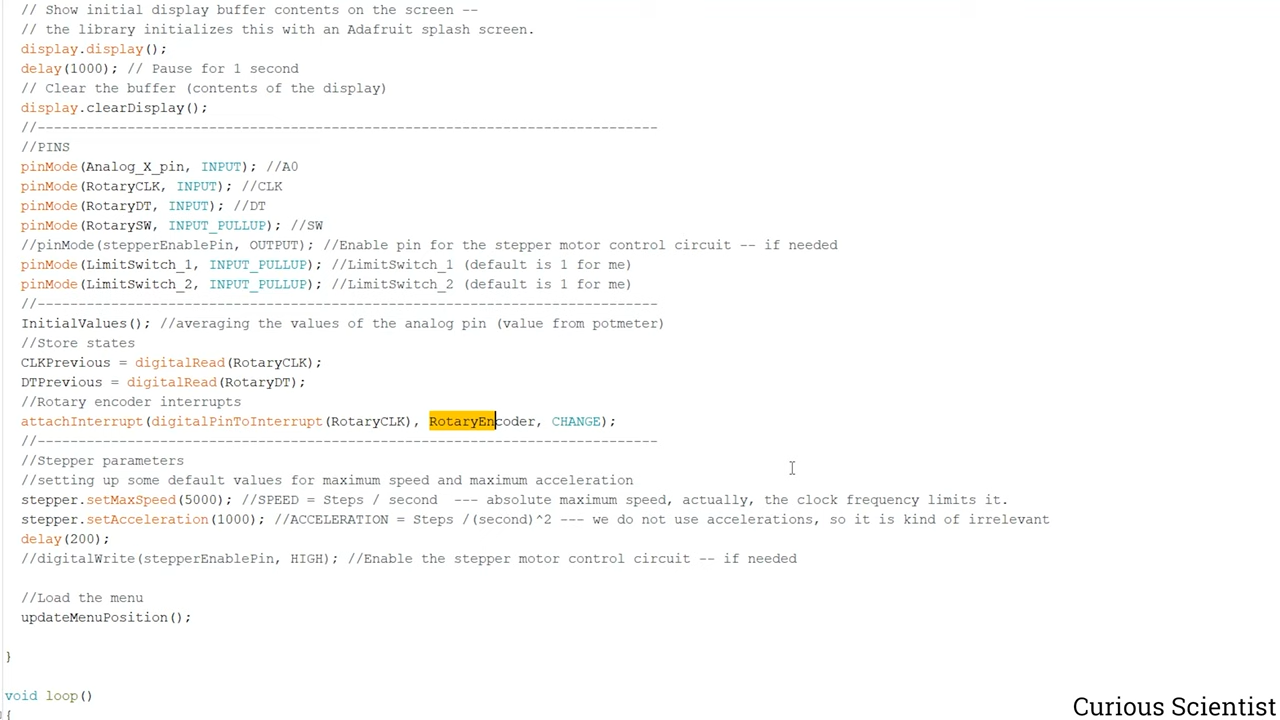 // Show initial display buffer contents on the screen --
// the library initializes this with an Adafruit splash screen.
display.display();
delay(1000); // Pause for 1 second
// Clear the buffer (contents of the display)
display.clearDisplay();
//----------------------------------------------------------------------------
//PINS
pinMode(Analog_X_pin, INPUT); //A0
pinMode(RotaryCLK, INPUT); //CLK
pinMode(RotaryDT, INPUT); //DT
pinMode(RotarySW, INPUT_PULLUP); //SW
//pinMode(stepperEnablePin, OUTPUT); //Enable pin for the stepper motor control circuit -- if needed
pinMode(LimitSwitch_1, INPUT_PULLUP); //LimitSwitch_1 (default is 1 for me)
pinMode(LimitSwitch_2, INPUT_PULLUP); //LimitSwitch_2 (default is 1 for me)
//----------------------------------------------------------------------------
InitialValues(); //averaging the values of the analog pin (value from potmeter)
//Store states
CLKPrevious = digitalRead(RotaryCLK);
DTPrevious = digitalRead(RotaryDT);
//Rotary encoder interrupts
attachInterrupt(digitalPinToInterrupt(RotaryCLK), RotaryEncoder, CHANGE);
//----------------------------------------------------------------------------
//Stepper parameters
//setting up some default values for maximum speed and maximum acceleration
stepper.setMaxSpeed(5000); //SPEED = Steps / second  --- absolute maximum speed, actually, the clock frequency limits it.
stepper.setAcceleration(1000); //ACCELERATION = Steps /(second)^2 --- we do not use accelerations, so it is kind of irrelevant
delay(200);
//digitalWrite(stepperEnablePin, HIGH); //Enable the stepper motor control circuit -- if needed
//Load the menu
updateMenuPosition();
}
void loop()
{
Curious Scientist